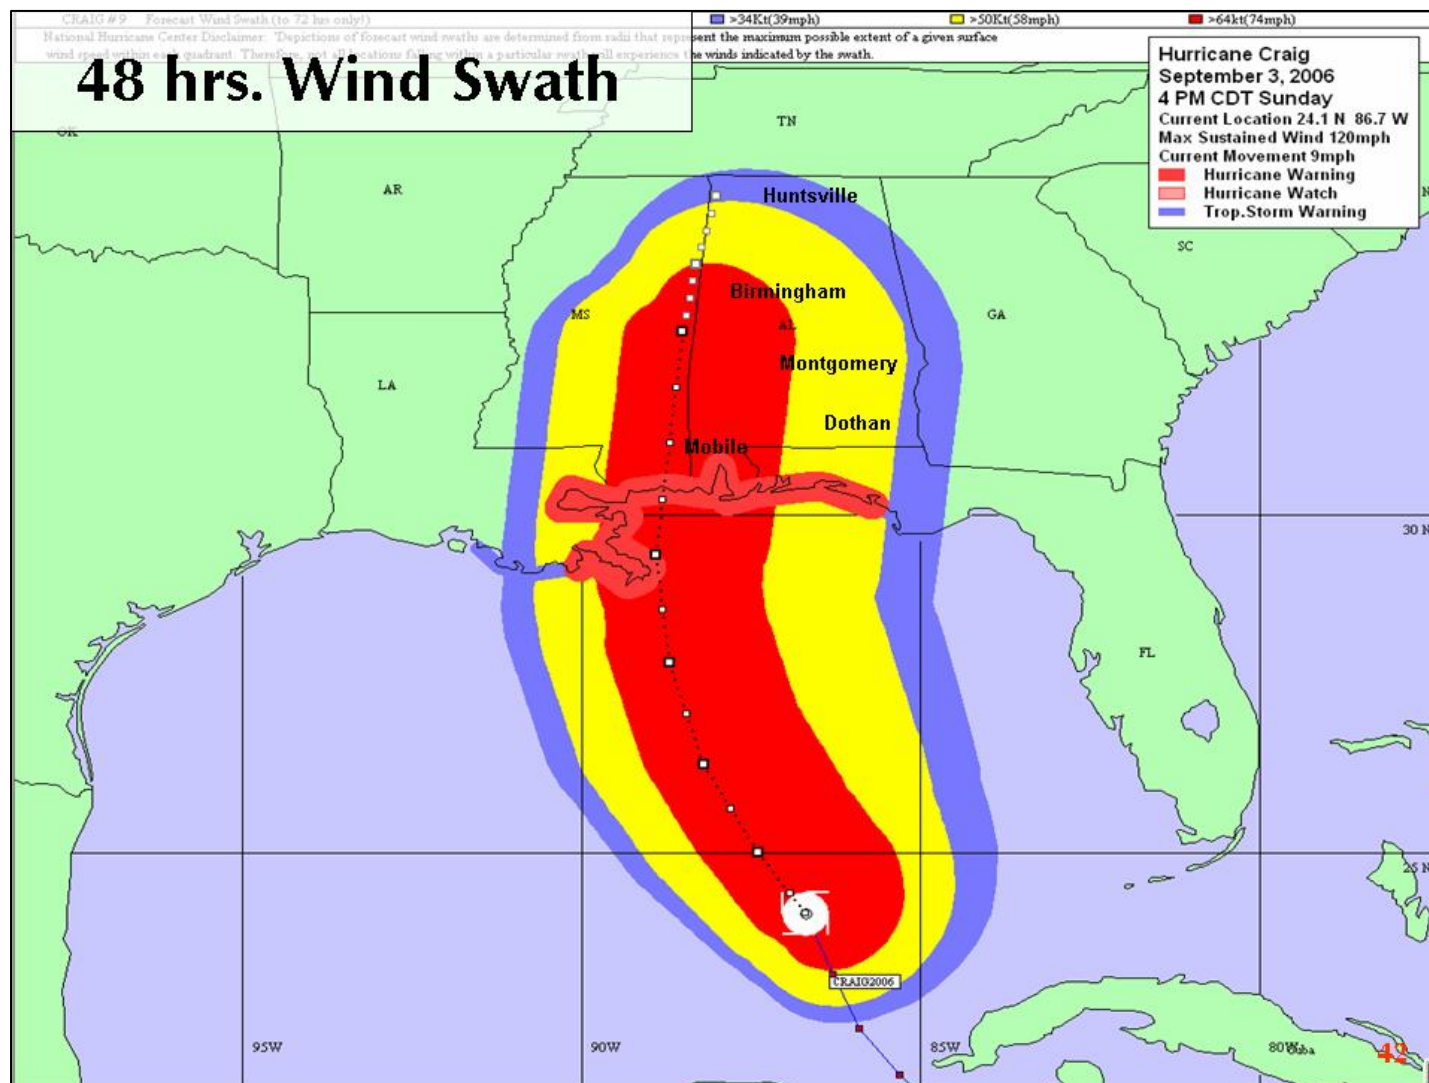 CRAIG # 9 Forecast Wind Swath (to 72 hrs only!)
>34Kt(39mph) >50Kt(58mph) >64kt(74mph)
National Hurricane Center Disclaimer: "Depictions of forecast wind swaths are determined from radii that represent the maximum possible extent of a given surface
wind speed within each quadrant. Therefore, not all locations falling within a particular swath will experience the winds indicated by the swath.
48 hrs. Wind Swath
Hurricane Craig
September 3, 2006
4 PM CDT Sunday
Current Location 24.1 N 86.7 W
Max Sustained Wind 120mph
Current Movement 9mph
Hurricane Warning
Hurricane Watch
Trop.Storm Warning
OK
TN
AR
Huntsville
SC
Birmingham
MS
AL
GA
Montgomery
LA
Dothan
Mobile
30 N
FL
25 N
CRAIG2006
95W
90W
85W
80W
Cuba
42